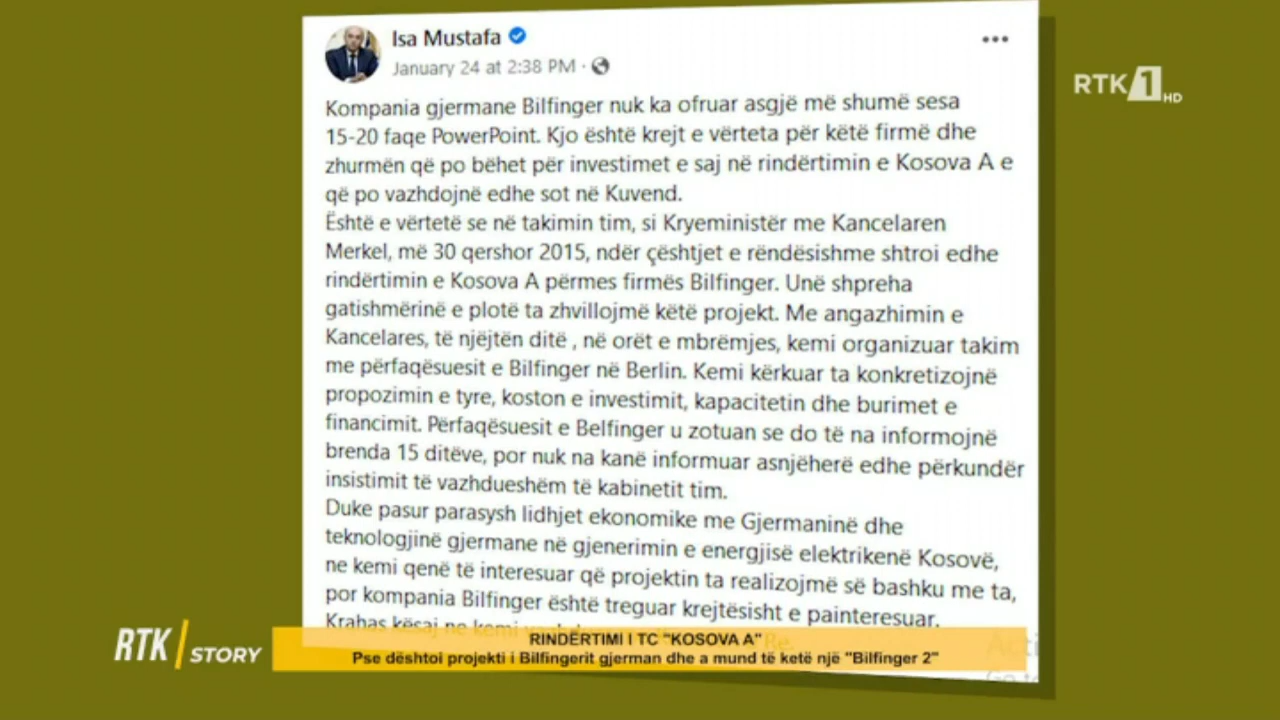 Isa Mustafa
January 24 at 2:38 PM ·
RTK 1 HD
Kompania gjermane Bilfinger nuk ka ofruar asgjë më shumë sesa
15-20 faqe PowerPoint. Kjo është krejt e vërteta për këtë firmë dhe
zhurmën që po bëhet për investimet e saj në rindërtimin e Kosova A e
që po vazhdojnë edhe sot në Kuvend.
Është e vërtetë se në takimin tim, si Kryeministër me Kancelaren
Merkel, më 30 qershor 2015, ndër çështjet e rëndësishme shtroi edhe
rindërtimin e Kosova A përmes firmës Bilfinger. Unë shpreha
gatishmërinë e plotë ta zhvillojmë këtë projekt. Me angazhimin e
Kancelares, të njëjtën ditë , në orët e mbrëmjes, kemi organizuar takim
me përfaqësuesit e Bilfinger në Berlin. Kemi kërkuar ta konkretizojnë
propozimin e tyre, koston e investimit, kapacitetin dhe burimet e
financimit. Përfaqësuesit e Belfinger u zotuan se do të na informojnë
brenda 15 ditëve, por nuk na kanë informuar asnjëherë edhe përkundër
insistimit të vazhdueshëm të kabinetit tim.
Duke pasur parasysh lidhjet ekonomike me Gjermaninë dhe
teknologjinë gjermane në gjenerimin e energjisë elektrikenë Kosovë,
ne kemi qenë të interesuar që projektin ta realizojmë së bashku me ta,
por kompania Bilfinger është treguar krejtësisht e painteresuar.
Krahas kësaj ne kemi
RTK STORY
RINDËRTIMI I TC "KOSOVA A"
Pse dështoi projekti i Bilfingerit gjerman dhe a mund të ketë një "Bilfinger 2"